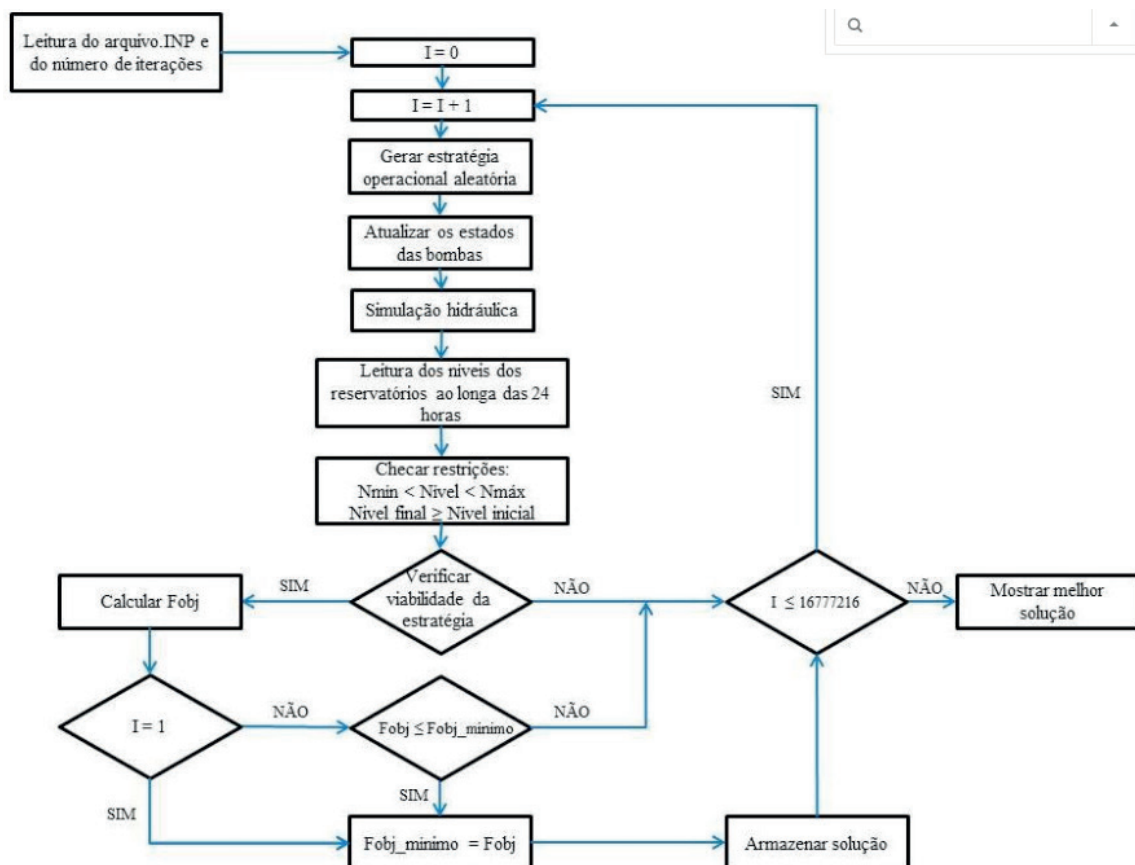 Leitura do arquivo.INP e
do número de iterações
I = 0
I = I + 1
Gerar estratégia
operacional aleatória
Atualizar os estados
das bombas
Simulação hidráulica
Leitura dos níveis dos
reservatórios ao longa das 24
horas
Checar restrições:
Nmin < Nivel < Nmáx
Nivel final ≥ Nivel inicial
Verificar
viabilidade da
estratégia
SIM
NÃO
Calcular Fobj
I ≤ 16777216
SIM
NÃO
Mostrar melhor
solução
I = 1
NÃO
SIM
Fobj ≤ Fobj_minimo
NÃO
SIM
Fobj_minimo = Fobj
Armazenar solução